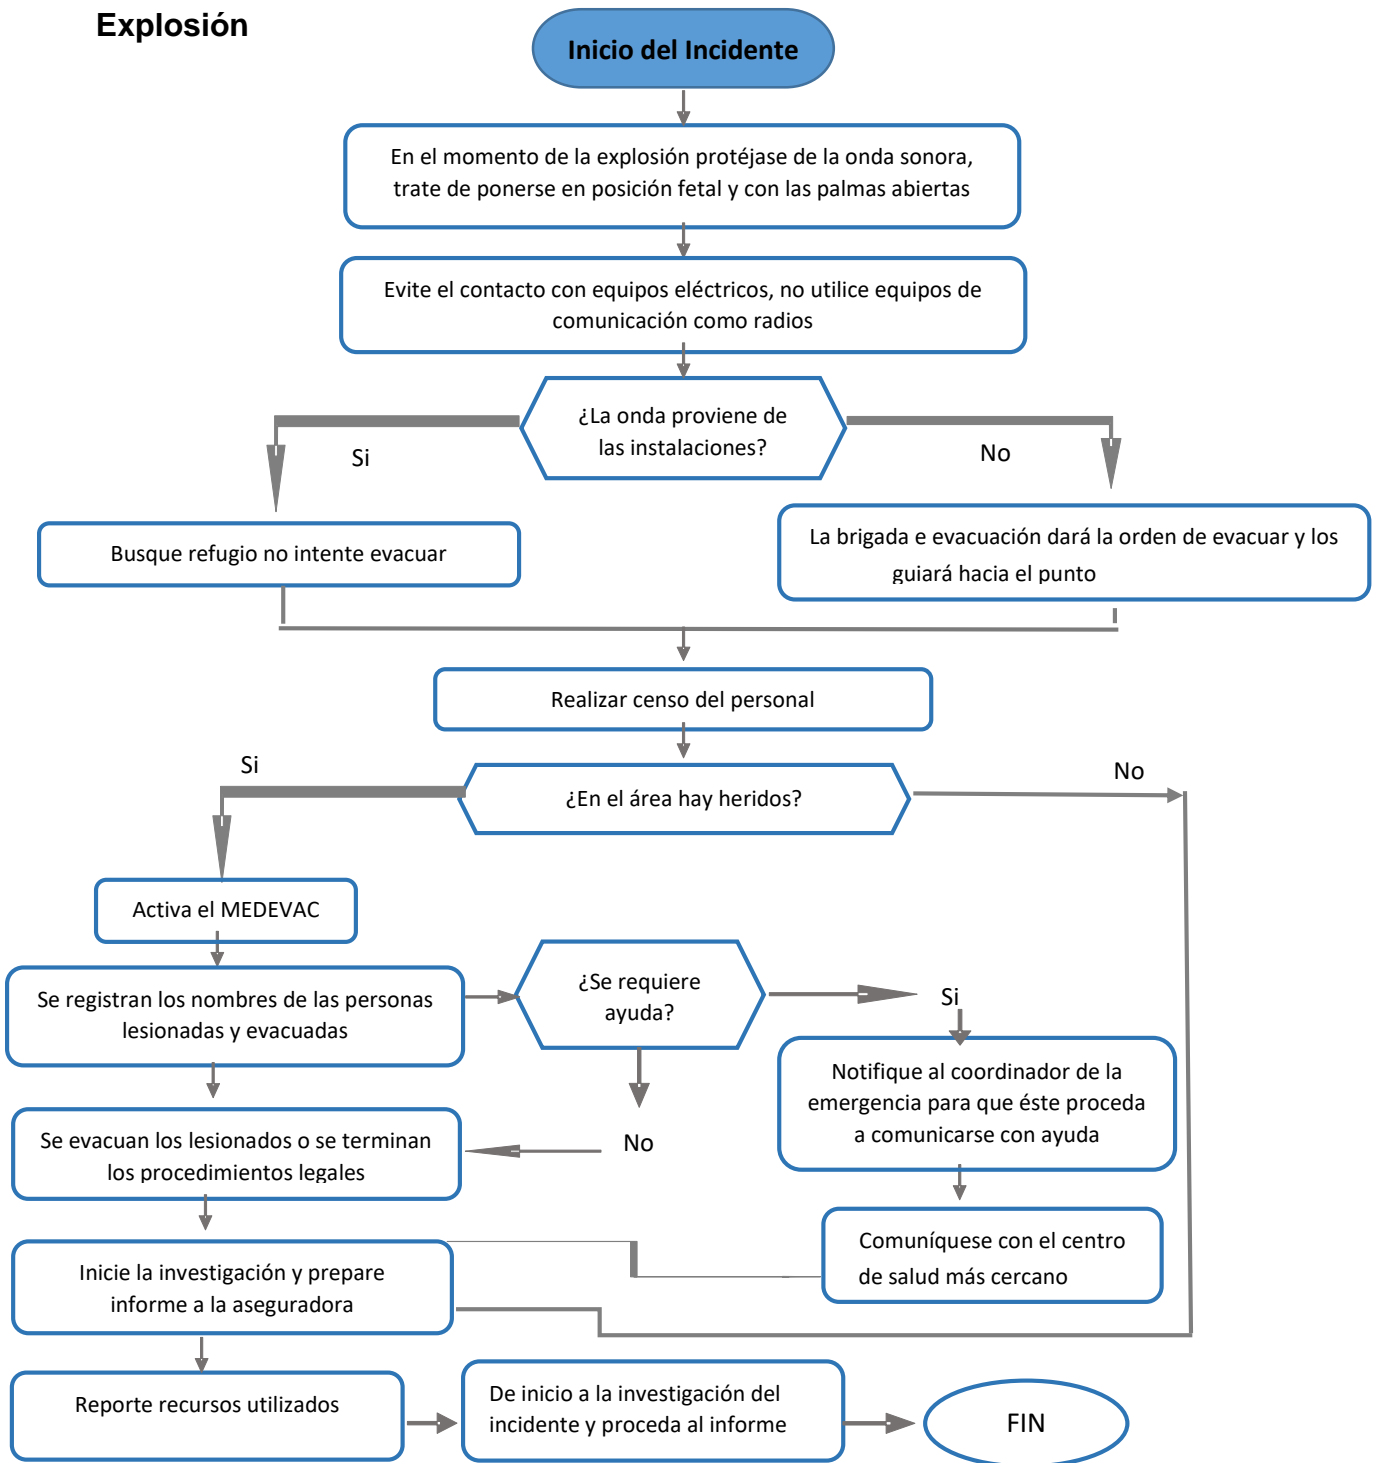 Explosión
Inicio del Incidente
En el momento de la explosión protéjase de la onda sonora,
trate de ponerse en posición fetal y con las palmas abiertas
Evite el contacto con equipos eléctricos, no utilice equipos de
comunicación como radios
¿La onda proviene de
las instalaciones?
Si
No
Busque refugio no intente evacuar
La brigada e evacuación dará la orden de evacuar y los
guiará hacia el punto
Realizar censo del personal
Si
¿En el área hay heridos?
No
Activa el MEDEVAC
Se registran los nombres de las personas
lesionadas y evacuadas
¿Se requiere
ayuda?
Si
Notifique al coordinador de la
emergencia para que éste proceda
a comunicarse con ayuda
No
Se evacuan los lesionados o se terminan
los procedimientos legales
Comuníquese con el centro
de salud más cercano
Inicie la investigación y prepare
informe a la aseguradora
Reporte recursos utilizados
De inicio a la investigación del
incidente y proceda al informe
FIN